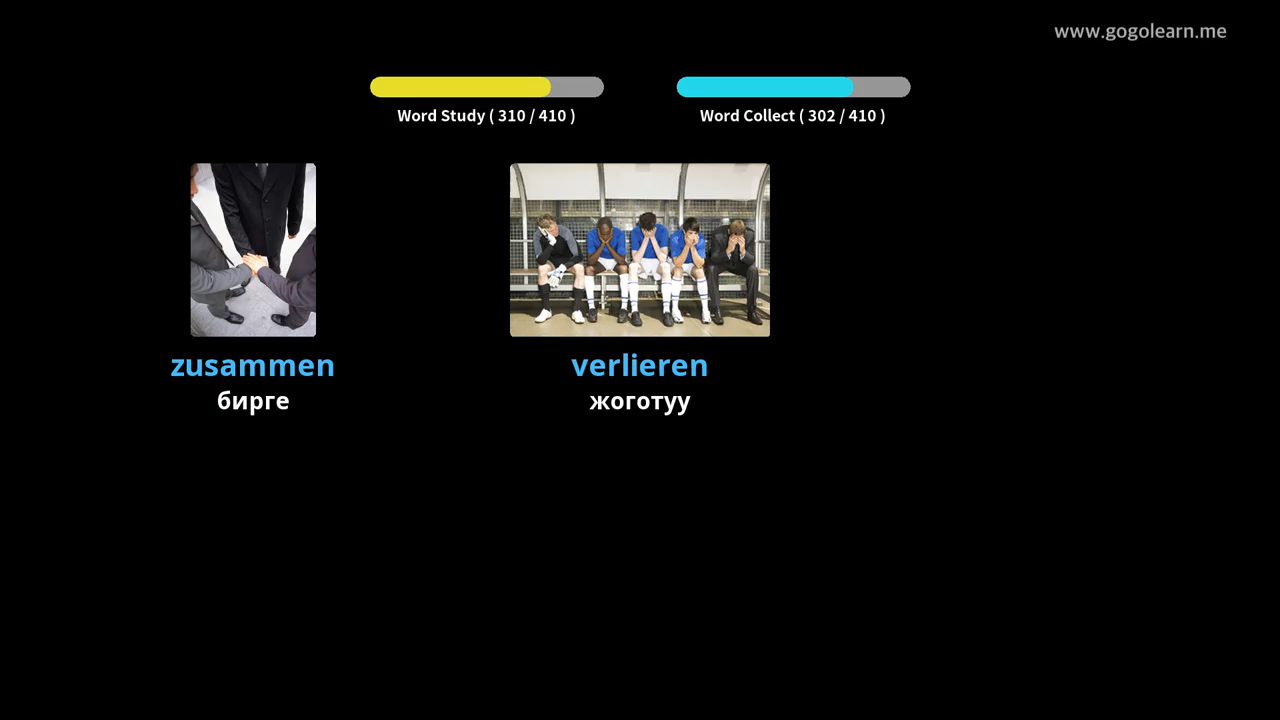 www.gogolearn.me
Word Study ( 310 / 410 )
Word Collect ( 302 / 410 )
zusammen
бирге
verlieren
жоготуу